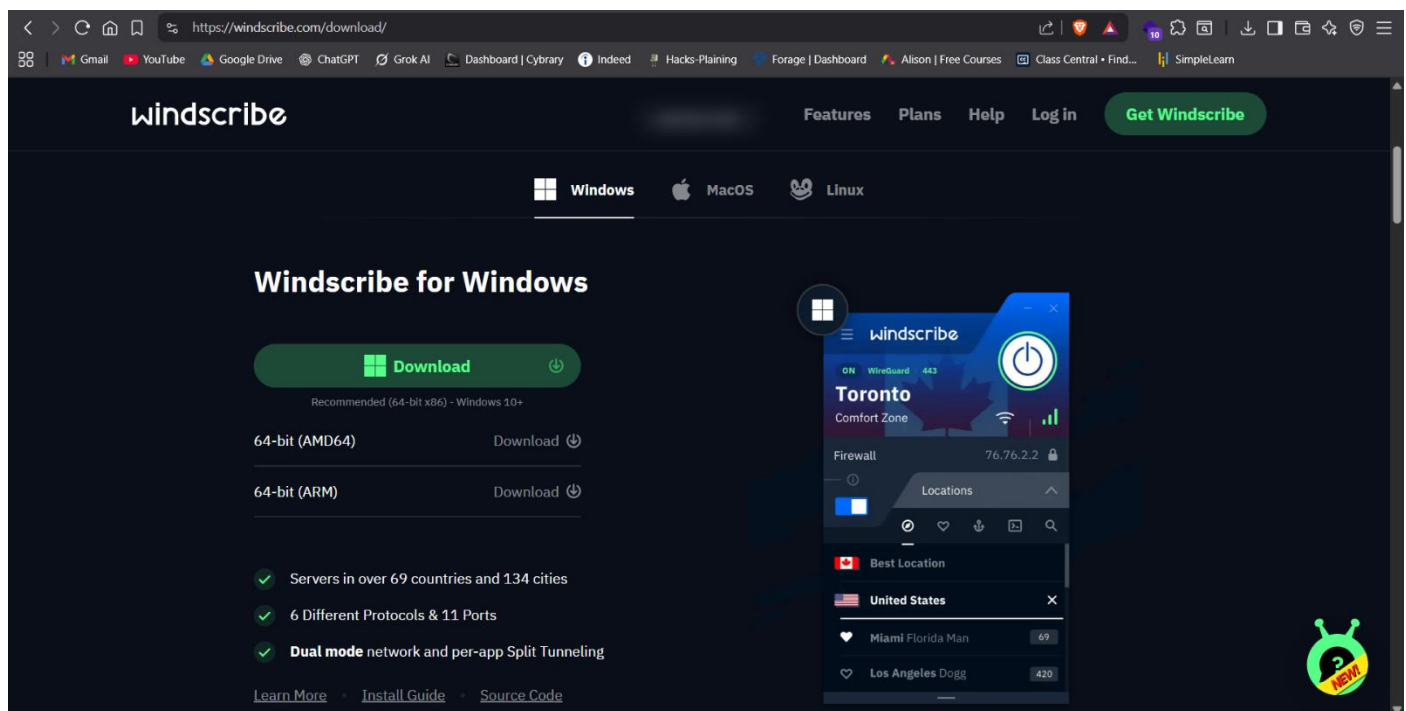 https://windscribe.com/download/
10
Gmail YouTube Google Drive ChatGPT Grok AI Dashboard | Cybrary Indeed Hacks-Plaining Forage | Dashboard Alison | Free Courses Class Central • Find... SimpleLearn
windscribe
Features Plans Help Log in Get Windscribe
Windows MacOS Linux
Windscribe for Windows
Download
Recommended (64-bit x86) - Windows 10+
64-bit (AMD64) Download
64-bit (ARM) Download
Servers in over 69 countries and 134 cities
6 Different Protocols & 11 Ports
Dual mode network and per-app Split Tunneling
Learn More Install Guide Source Code
windscribe
ON WireGuard 443
Toronto
Comfort Zone
Firewall 76.76.2.2
Locations
Best Location
United States
Miami Florida Man 69
Los Angeles Dogg 420
?
NEW!